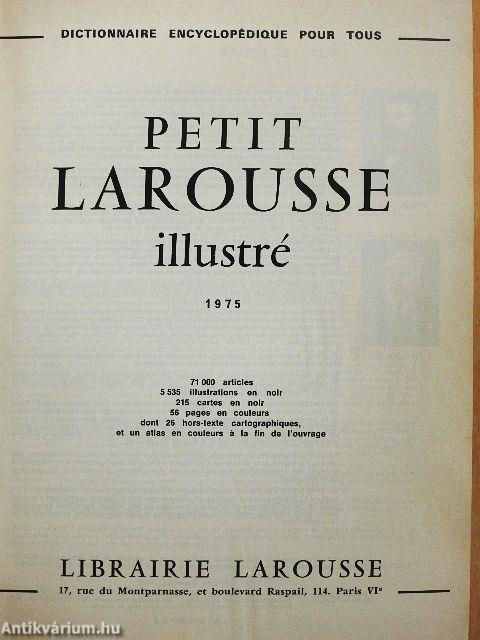 DICTIONNAIRE ENCYCLOPÉDIQUE POUR TOUS
PETIT
LAROUSSE
illustré
1975
71 000 articles
5 535 illustrations en noir
215 cartes en noir
56 pages en couleurs
dont 26 hors-texte cartographiques,
et un atlas en couleurs à la fin de l'ouvrage
LIBRAIRIE LAROUSSE
17, rue du Montparnasse, et boulevard Raspail, 114. Paris VIe
Antikvárium.hu